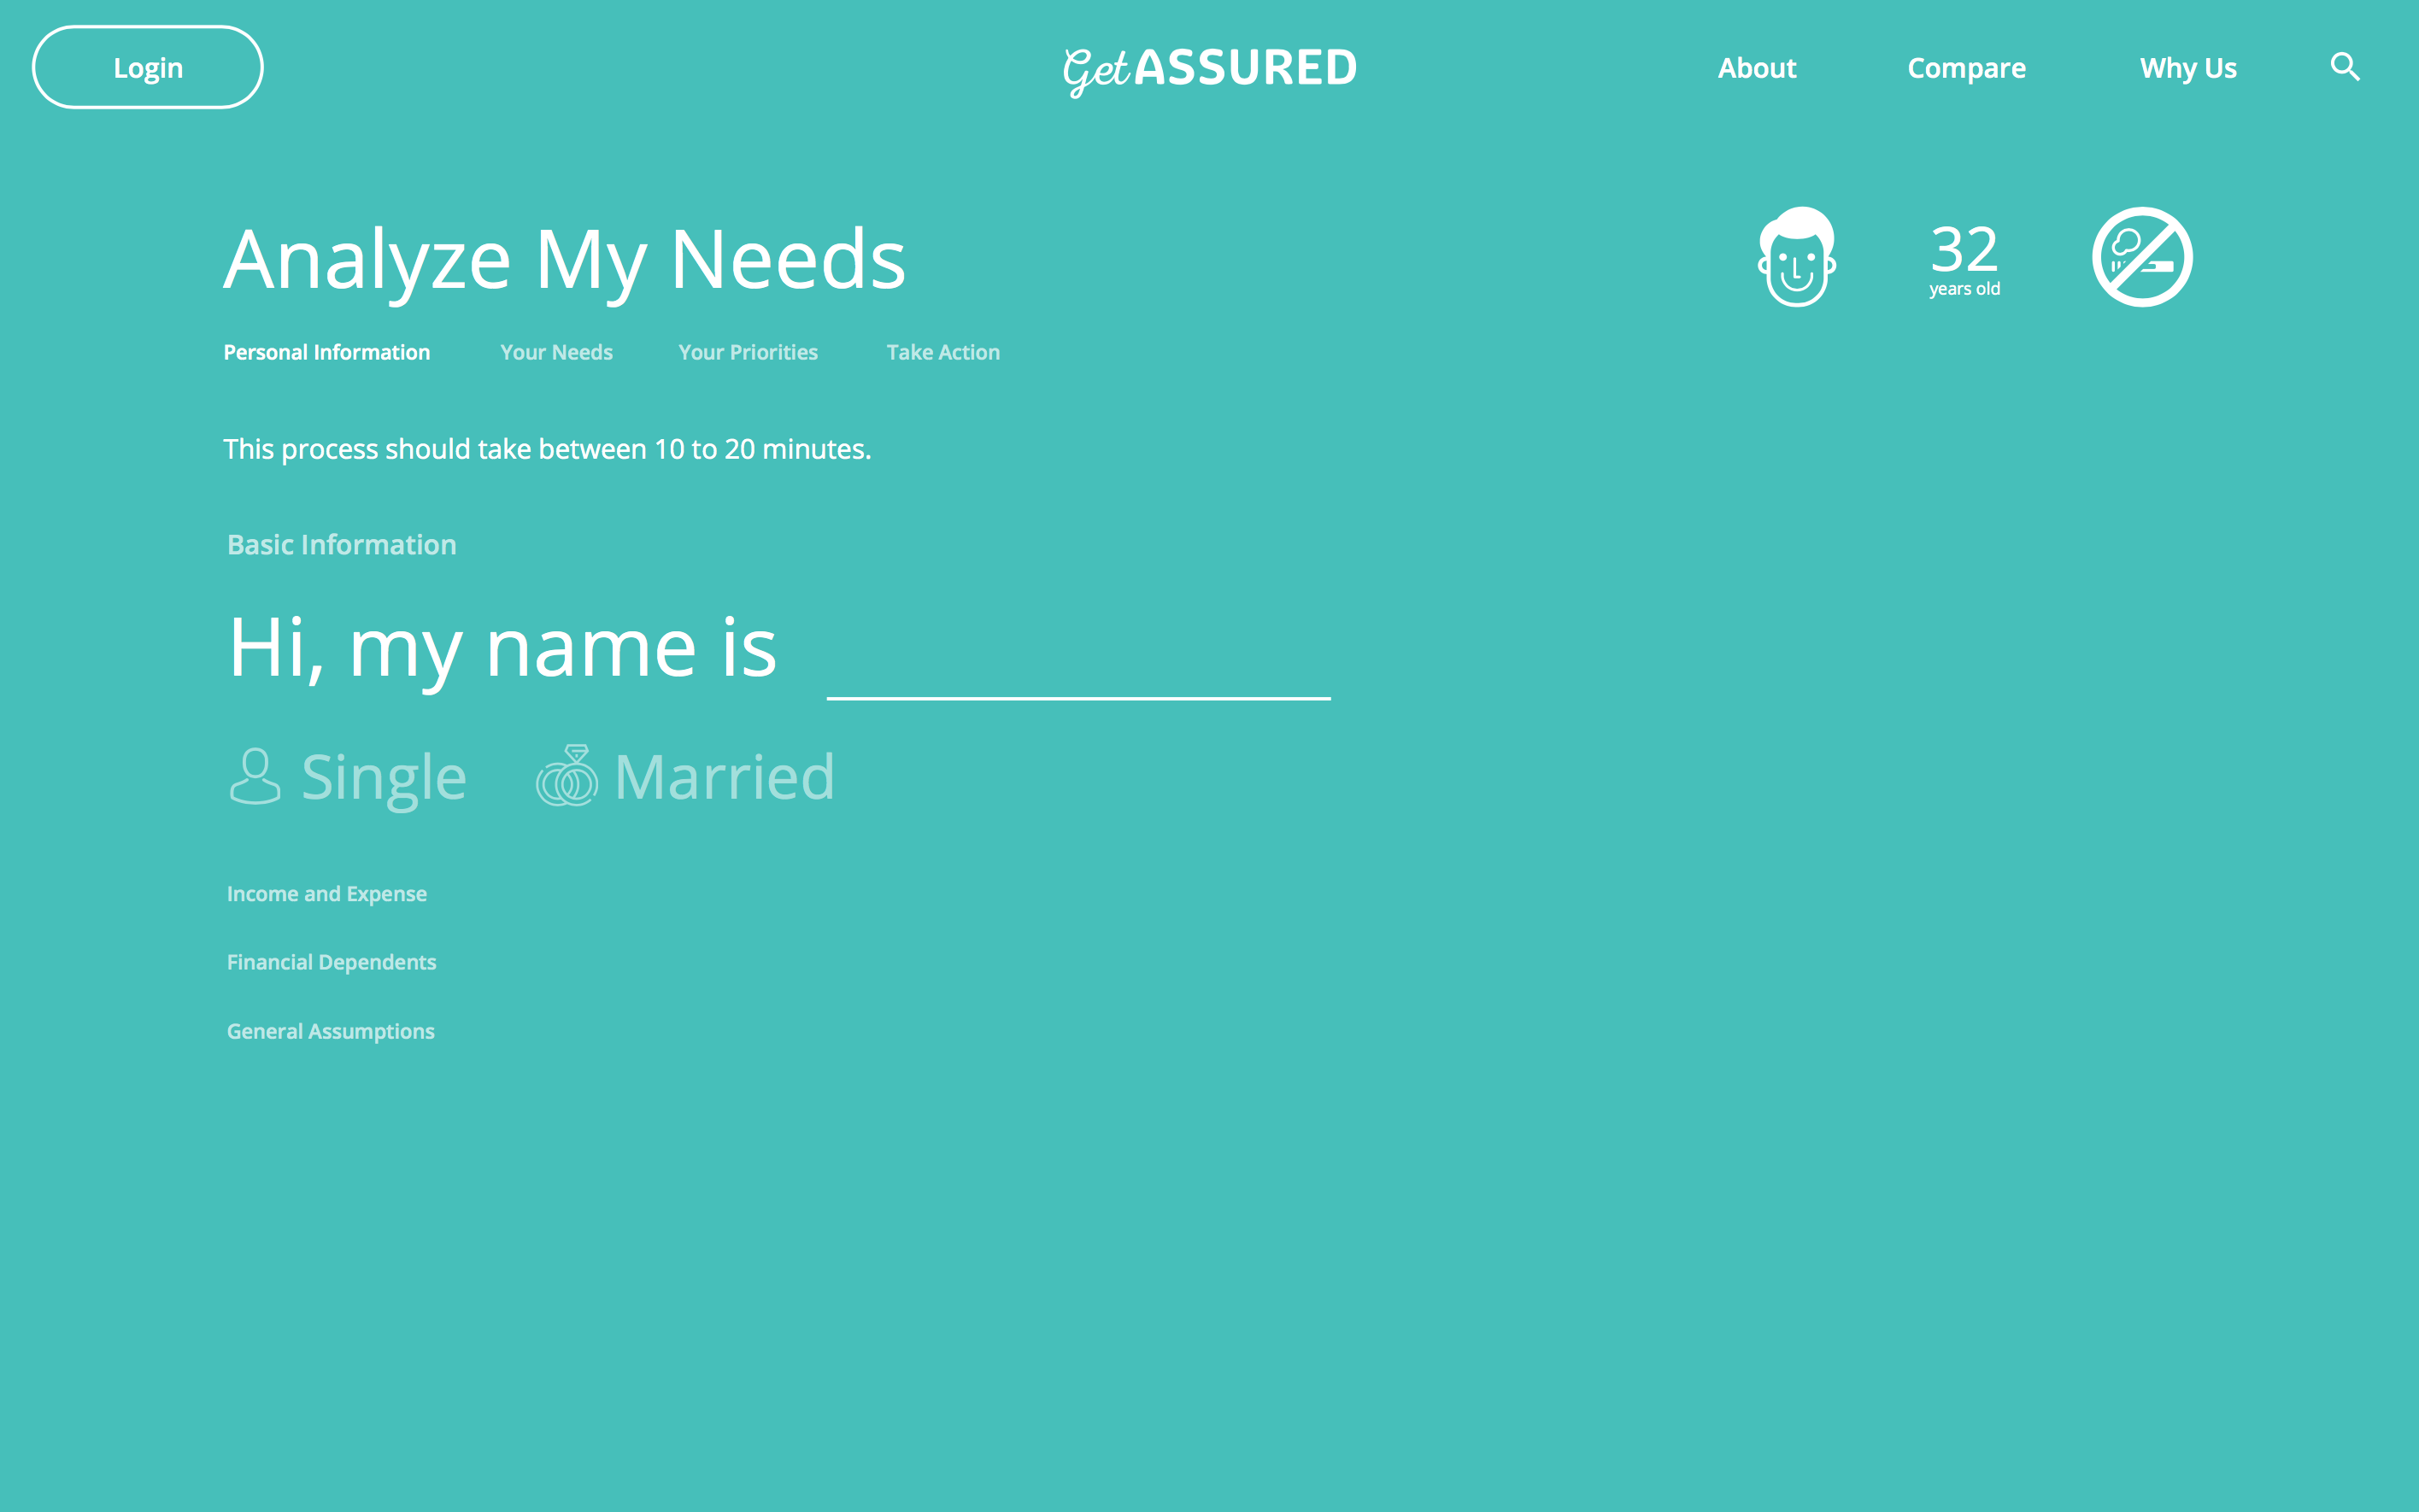 Login
Get ASSURED
About
Compare
Why Us
Analyze My Needs
32
years old
Personal Information
Your Needs
Your Priorities
Take Action
This process should take between 10 to 20 minutes.
Basic Information
Hi, my name is
Single
Married
Income and Expense
Financial Dependents
General Assumptions